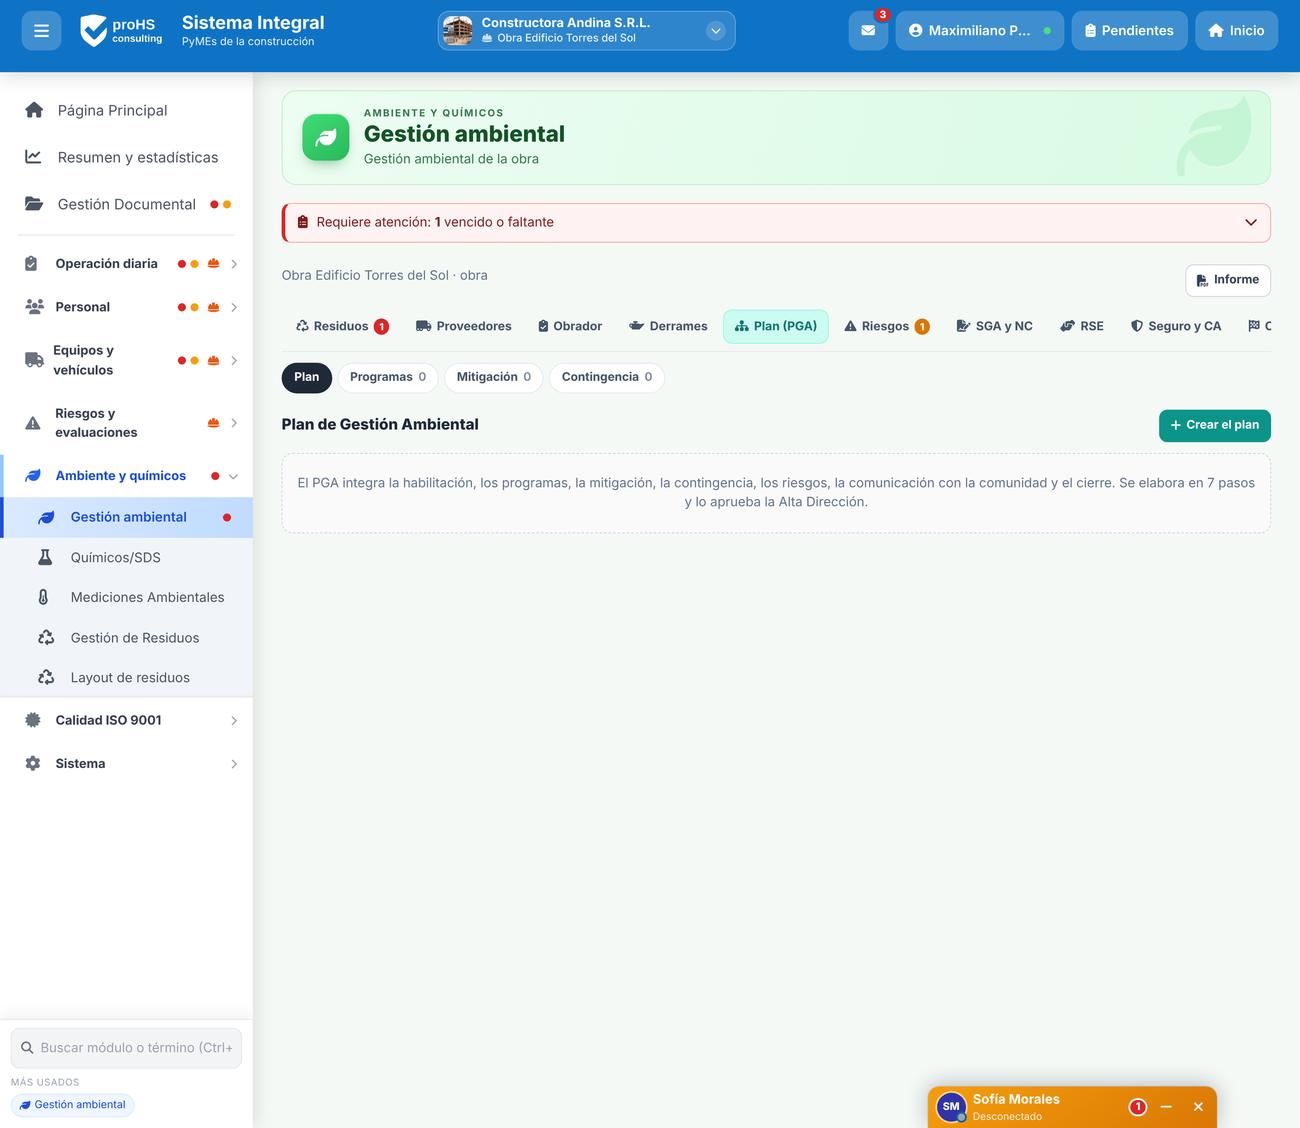 proHS
consulting
Sistema Integral
PyMEs de la construcción
Constructora Andina S.R.L.
Obra Edificio Torres del Sol
3
Maximiliano P...
Pendientes
Inicio
Página Principal
Resumen y estadísticas
Gestión Documental
Operación diaria
Personal
Equipos y
vehículos
Riesgos y
evaluaciones
Ambiente y químicos
Gestión ambiental
Químicos/SDS
Mediciones Ambientales
Gestión de Residuos
Layout de residuos
Calidad ISO 9001
Sistema
Buscar módulo o término (Ctrl+
MÁS USADOS
Gestión ambiental
AMBIENTE Y QUÍMICOS
Gestión ambiental
Gestión ambiental de la obra
Requiere atención: 1 vencido o faltante
Obra Edificio Torres del Sol · obra
Informe
Residuos 1
Proveedores
Obrador
Derrames
Plan (PGA)
Riesgos 1
SGA y NC
RSE
Seguro y CA
Plan
Programas 0
Mitigación 0
Contingencia 0
Plan de Gestión Ambiental
+ Crear el plan
El PGA integra la habilitación, los programas, la mitigación, la contingencia, los riesgos, la comunicación con la comunidad y el cierre. Se elabora en 7 pasos
y lo aprueba la Alta Dirección.
SM
Sofía Morales
Desconectado
1